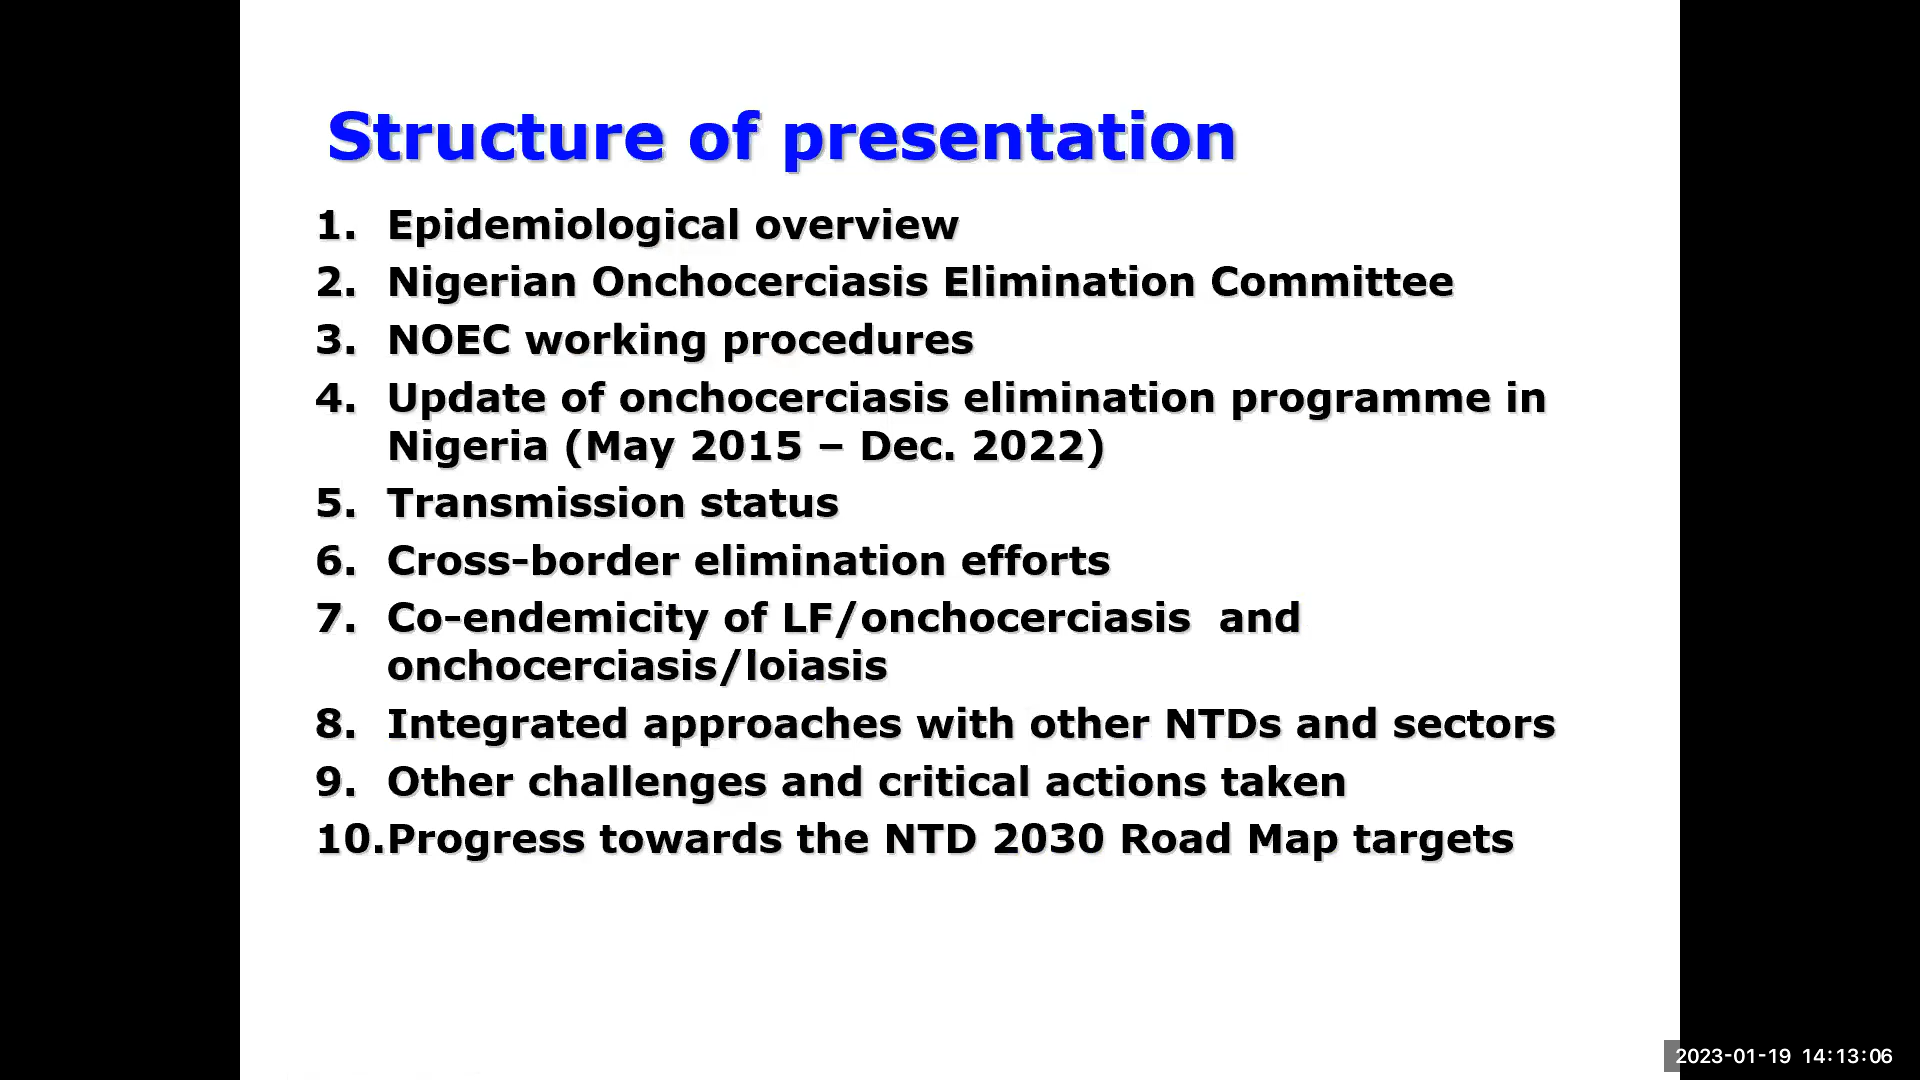 Structure of presentation
1. Epidemiological overview
2. Nigerian Onchocerciasis Elimination Committee
3. NOEC working procedures
4. Update of onchocerciasis elimination programme in
Nigeria (May 2015 – Dec. 2022)
5. Transmission status
6. Cross-border elimination efforts
7. Co-endemicity of LF/onchocerciasis  and
onchocerciasis/loiasis
8. Integrated approaches with other NTDs and sectors
9. Other challenges and critical actions taken
10.Progress towards the NTD 2030 Road Map targets
2023-01-19 14:13:06